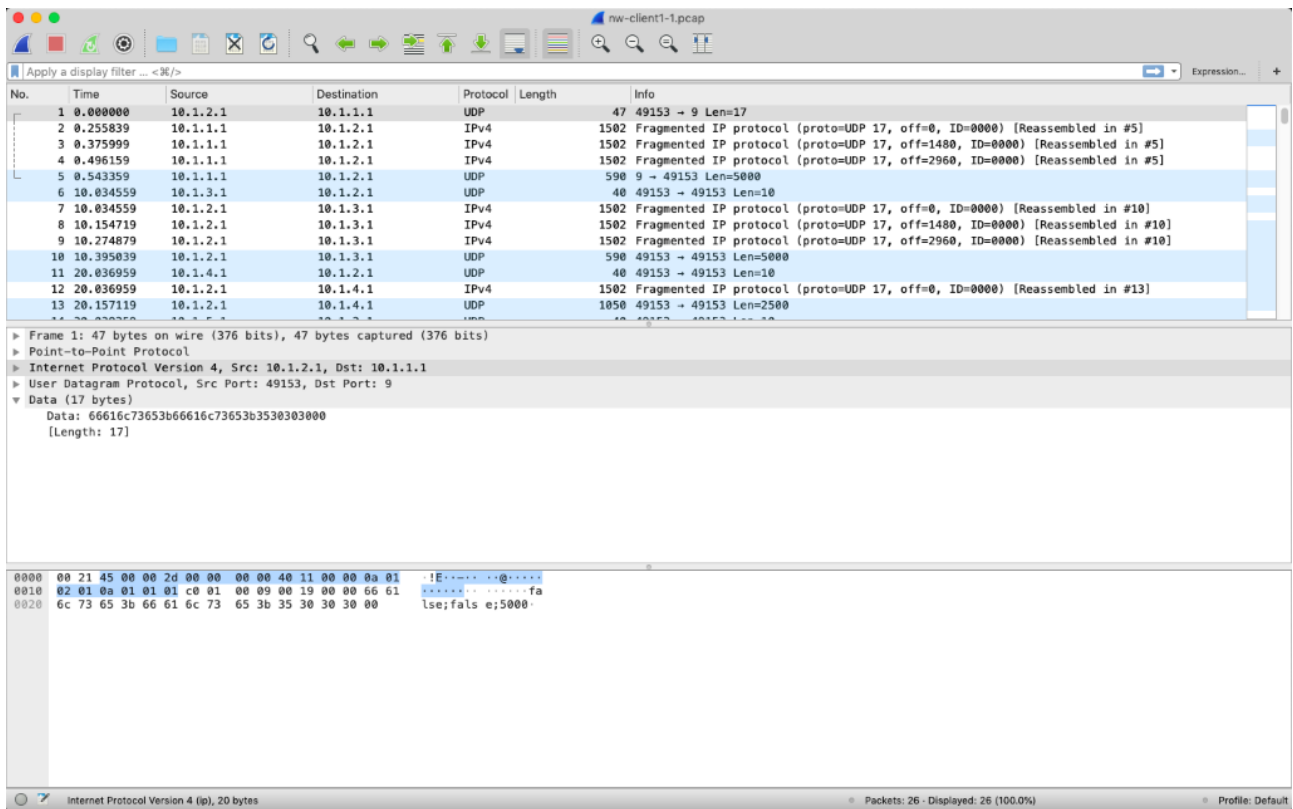 nw-client1-1.pcap
Apply a display filter ... <⌘/>
Expression...
+
No. Time Source Destination Protocol Length Info
1 0.000000 10.1.2.1 10.1.1.1 UDP 47 49153 → 9 Len=17
2 0.255839 10.1.1.1 10.1.2.1 IPv4 1502 Fragmented IP protocol (proto=UDP 17, off=0, ID=0000) [Reassembled in #5]
3 0.375999 10.1.1.1 10.1.2.1 IPv4 1502 Fragmented IP protocol (proto=UDP 17, off=1480, ID=0000) [Reassembled in #5]
4 0.496159 10.1.1.1 10.1.2.1 IPv4 1502 Fragmented IP protocol (proto=UDP 17, off=2960, ID=0000) [Reassembled in #5]
5 0.543359 10.1.1.1 10.1.2.1 UDP 590 9 → 49153 Len=5000
6 10.034559 10.1.3.1 10.1.2.1 UDP 40 49153 → 49153 Len=10
7 10.034559 10.1.2.1 10.1.3.1 IPv4 1502 Fragmented IP protocol (proto=UDP 17, off=0, ID=0000) [Reassembled in #10]
8 10.154719 10.1.2.1 10.1.3.1 IPv4 1502 Fragmented IP protocol (proto=UDP 17, off=1480, ID=0000) [Reassembled in #10]
9 10.274879 10.1.2.1 10.1.3.1 IPv4 1502 Fragmented IP protocol (proto=UDP 17, off=2960, ID=0000) [Reassembled in #10]
10 10.395039 10.1.2.1 10.1.3.1 UDP 590 49153 → 49153 Len=5000
11 20.036959 10.1.4.1 10.1.2.1 UDP 40 49153 → 49153 Len=10
12 20.036959 10.1.2.1 10.1.4.1 IPv4 1502 Fragmented IP protocol (proto=UDP 17, off=0, ID=0000) [Reassembled in #13]
13 20.157119 10.1.2.1 10.1.4.1 UDP 1050 49153 → 49153 Len=2500
Frame 1: 47 bytes on wire (376 bits), 47 bytes captured (376 bits)
Point-to-Point Protocol
Internet Protocol Version 4, Src: 10.1.2.1, Dst: 10.1.1.1
User Datagram Protocol, Src Port: 49153, Dst Port: 9
Data (17 bytes)
Data: 66616c73653b66616c73653b3530303000
[Length: 17]
0000 00 21 45 00 00 2d 00 00 00 00 40 11 00 00 0a 01 ·!E··-·· ··@·····
0010 02 01 0a 01 01 01 c0 01 00 09 00 19 00 00 66 61 ········ ······fa
0020 6c 73 65 3b 66 61 6c 73 65 3b 35 30 30 30 00 lse;fals e;5000·
Internet Protocol Version 4 (ip), 20 bytes
Packets: 26 · Displayed: 26 (100.0%)
Profile: Default